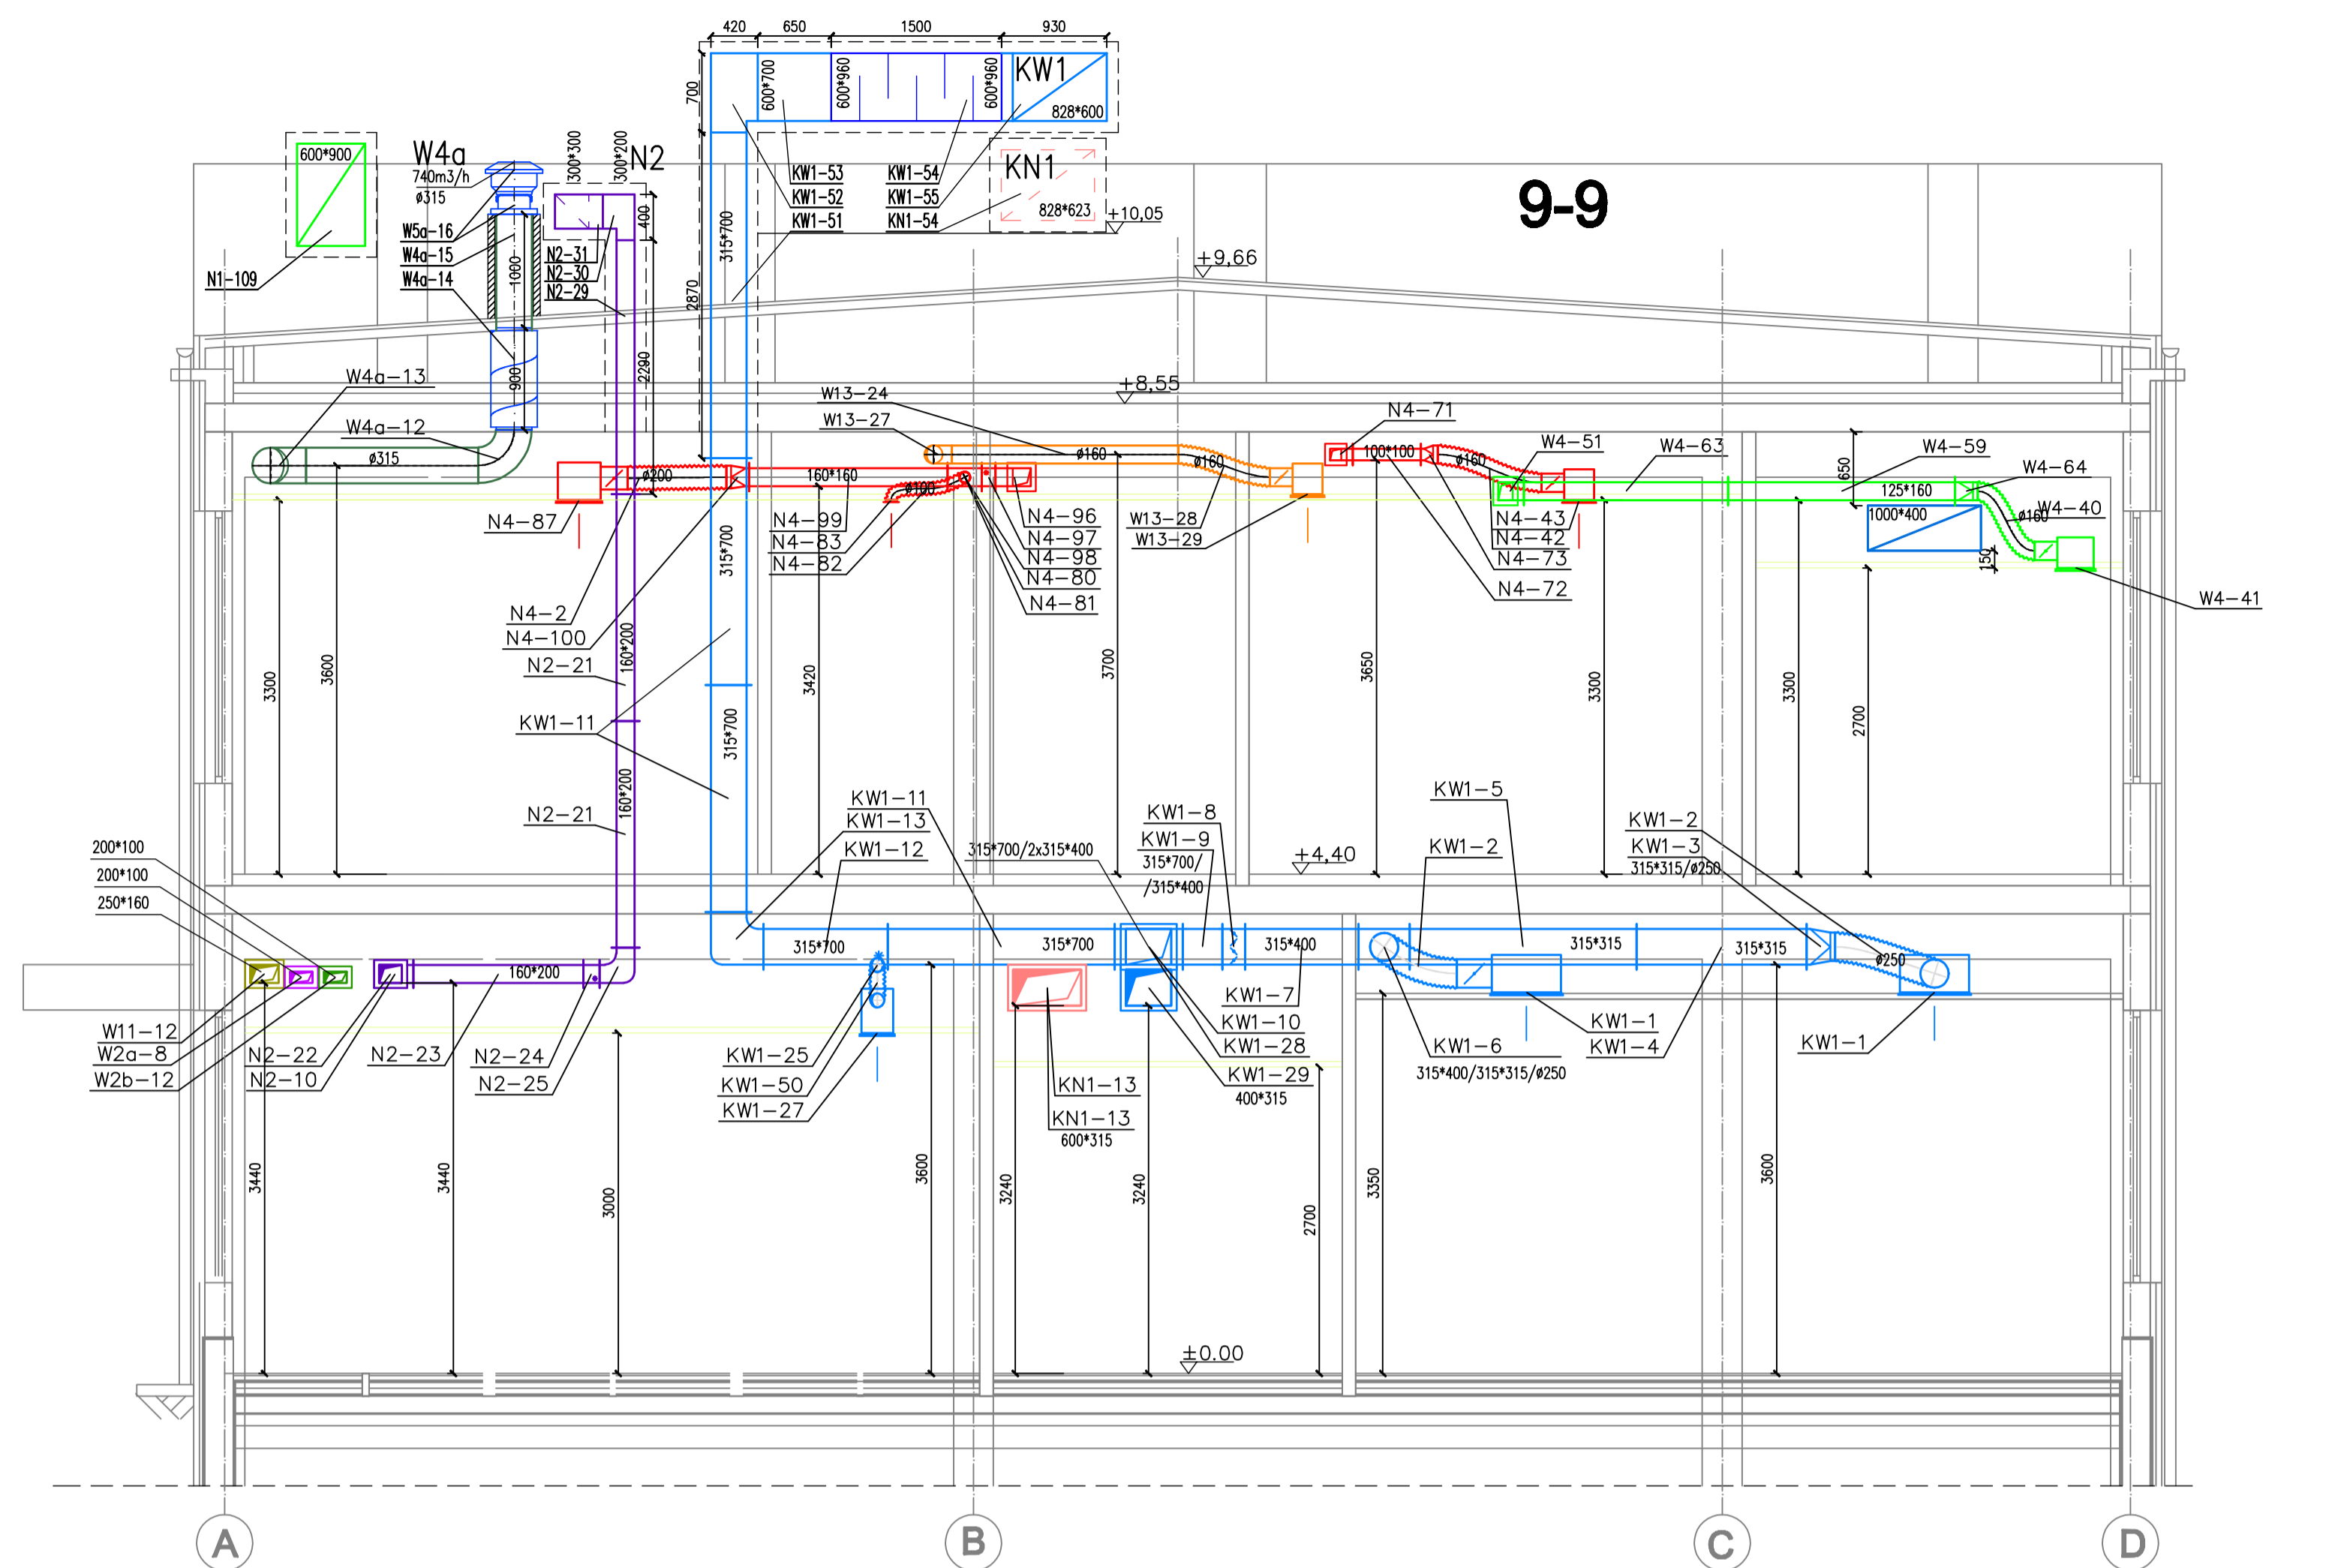 420
650
1500
930
700
600*700
600*960
600*960
KW1
828*600
600*900
W4a
740m3/h
ø315
300*300
300*200
N2
400
KW1-53
KW1-52
KW1-51
KW1-54
KW1-55
KN1-54
KN1
828*623
+10,05
9-9
315*700
N1-109
W5a-16
W4a-15
W4a-14
1000
N2-31
N2-30
N2-29
2870
+9,66
2290
900
W4a-13
W4a-12
ø315
+8,55
W13-24
W13-27
ø160
ø160
N4-71
100*100
ø160
W4-51
W4-63
W4-59
650
W4-64
125*160
1000*400
ø160
W4-40
150
W4-41
N4-87
ø200
160*160
ø100
N4-99
N4-83
N4-82
N4-96
N4-97
N4-98
N4-80
N4-81
W13-28
W13-29
N4-43
N4-42
N4-73
N4-72
315*700
N4-2
N4-100
160*200
N2-21
3300
3600
3420
3700
3650
3300
3300
2700
KW1-11
315*700
160*200
N2-21
200*100
200*100
250*160
KW1-11
KW1-13
KW1-12
315*700/2x315*400
KW1-8
KW1-9
315*700/
/315*400
+4,40
KW1-5
KW1-2
KW1-2
KW1-3
315*315/ø250
315*700
315*700
315*400
315*315
315*315
ø250
160*200
W11-12
W2a-8
W2b-12
N2-22
N2-10
N2-23
N2-24
N2-25
KW1-25
KW1-50
KW1-27
KN1-13
KN1-13
600*315
KW1-7
KW1-10
KW1-28
KW1-29
400*315
KW1-6
315*400/315*315/ø250
KW1-1
KW1-4
KW1-1
3440
3440
3000
3600
3240
3240
2700
3350
3600
±0.00
A
B
C
D